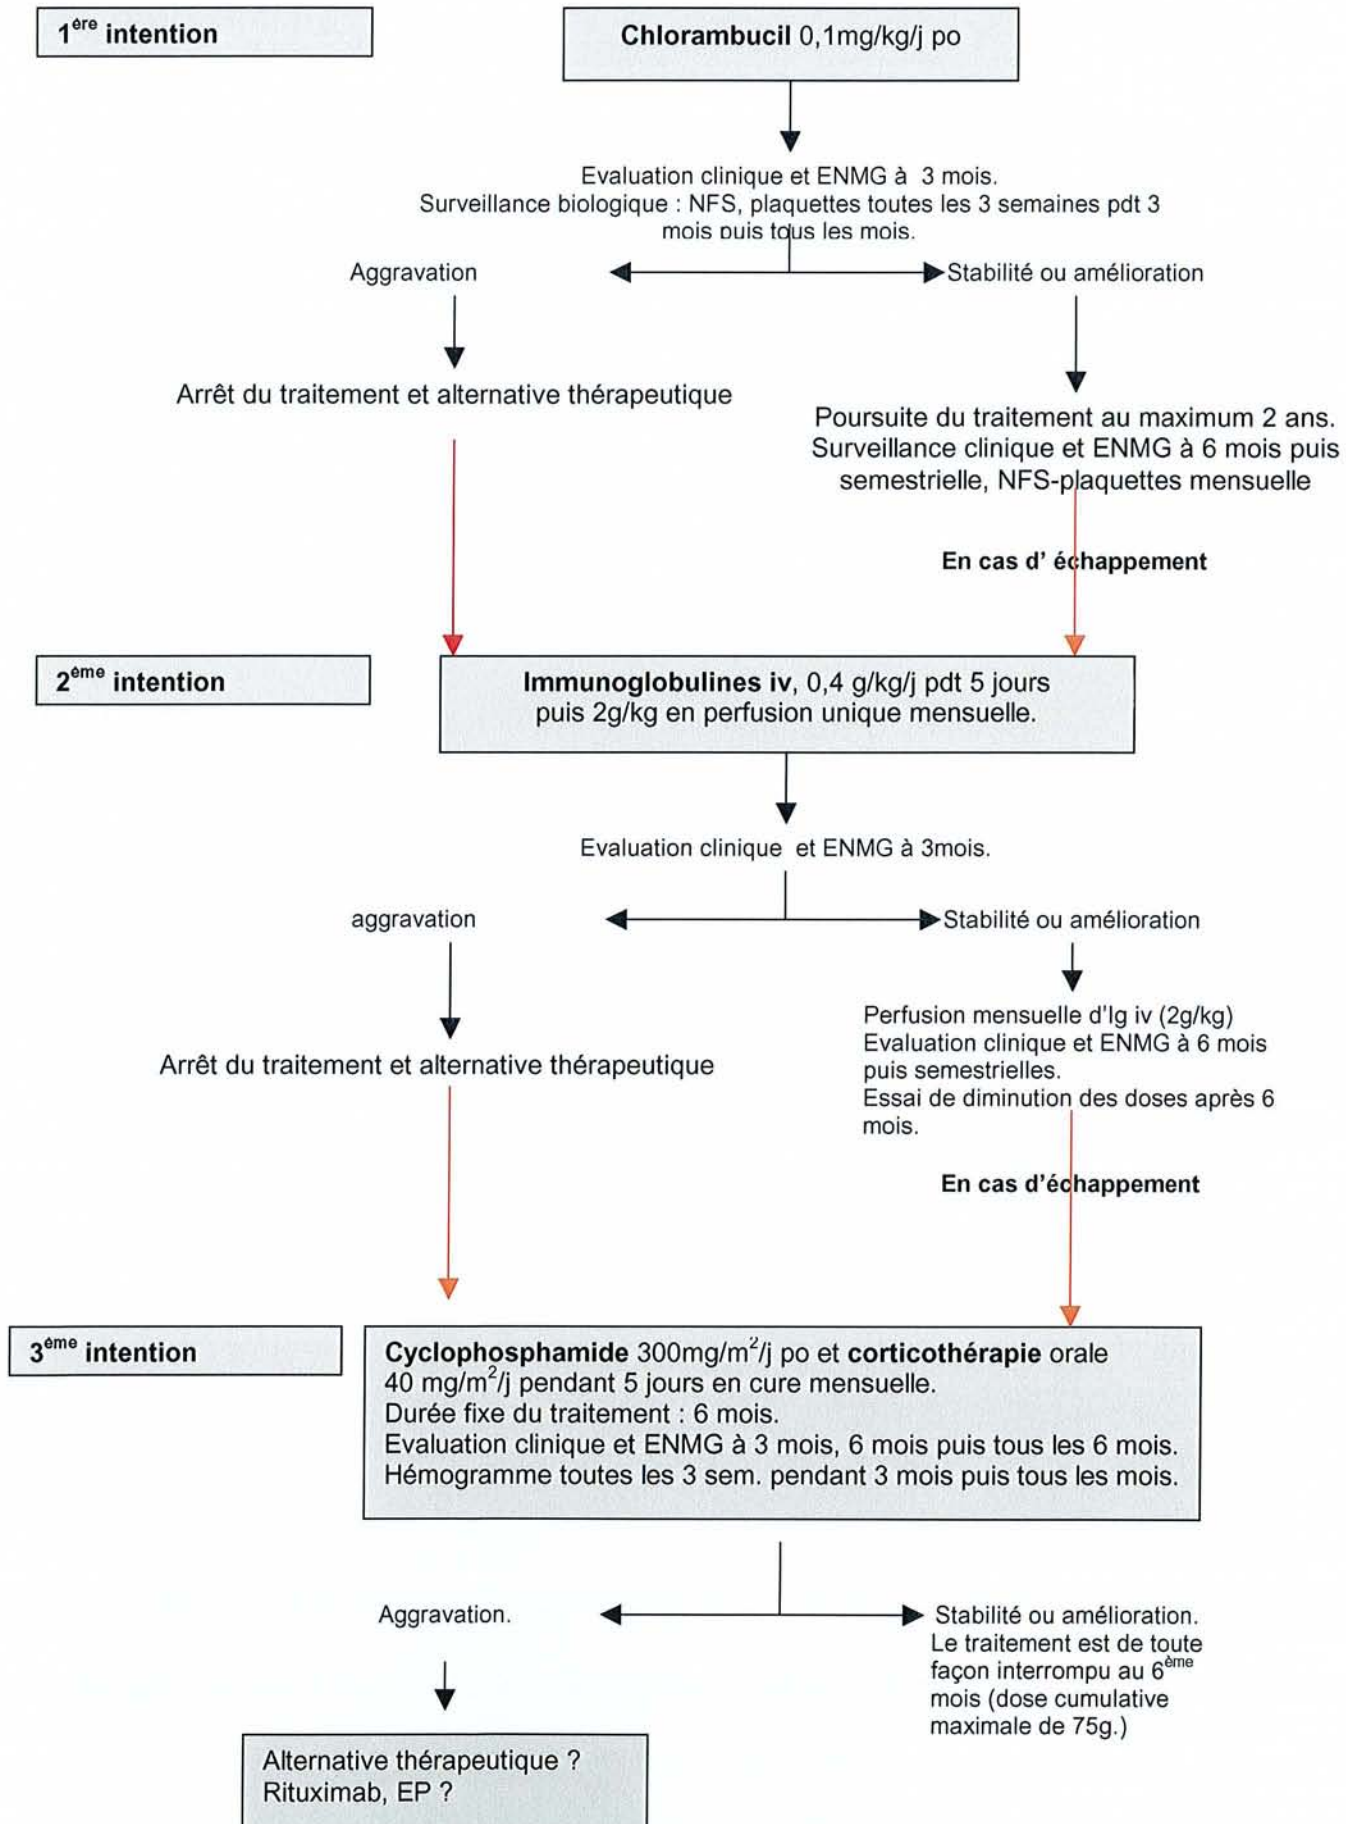 1ère intention
Chlorambucil 0,1mg/kg/j po
Evaluation clinique et ENMG à 3 mois.
Surveillance biologique : NFS, plaquettes toutes les 3 semaines pdt 3
mois puis tous les mois.
Aggravation
Stabilité ou amélioration
Arrêt du traitement et alternative thérapeutique
Poursuite du traitement au maximum 2 ans.
Surveillance clinique et ENMG à 6 mois puis
semestrielle, NFS-plaquettes mensuelle
En cas d' échappement
2ème intention
Immunoglobulines iv, 0,4 g/kg/j pdt 5 jours
puis 2g/kg en perfusion unique mensuelle.
Evaluation clinique et ENMG à 3mois.
aggravation
Stabilité ou amélioration
Arrêt du traitement et alternative thérapeutique
Perfusion mensuelle d'Ig iv (2g/kg)
Evaluation clinique et ENMG à 6 mois
puis semestrielles.
Essai de diminution des doses après 6
mois.
En cas d'échappement
3ème intention
Cyclophosphamide 300mg/m²/j po et corticothérapie orale
40 mg/m²/j pendant 5 jours en cure mensuelle.
Durée fixe du traitement : 6 mois.
Evaluation clinique et ENMG à 3 mois, 6 mois puis tous les 6 mois.
Hémogramme toutes les 3 sem. pendant 3 mois puis tous les mois.
Aggravation.
Stabilité ou amélioration.
Le traitement est de toute
façon interrompu au 6ème
mois (dose cumulative
maximale de 75g.)
Alternative thérapeutique ?
Rituximab, EP ?